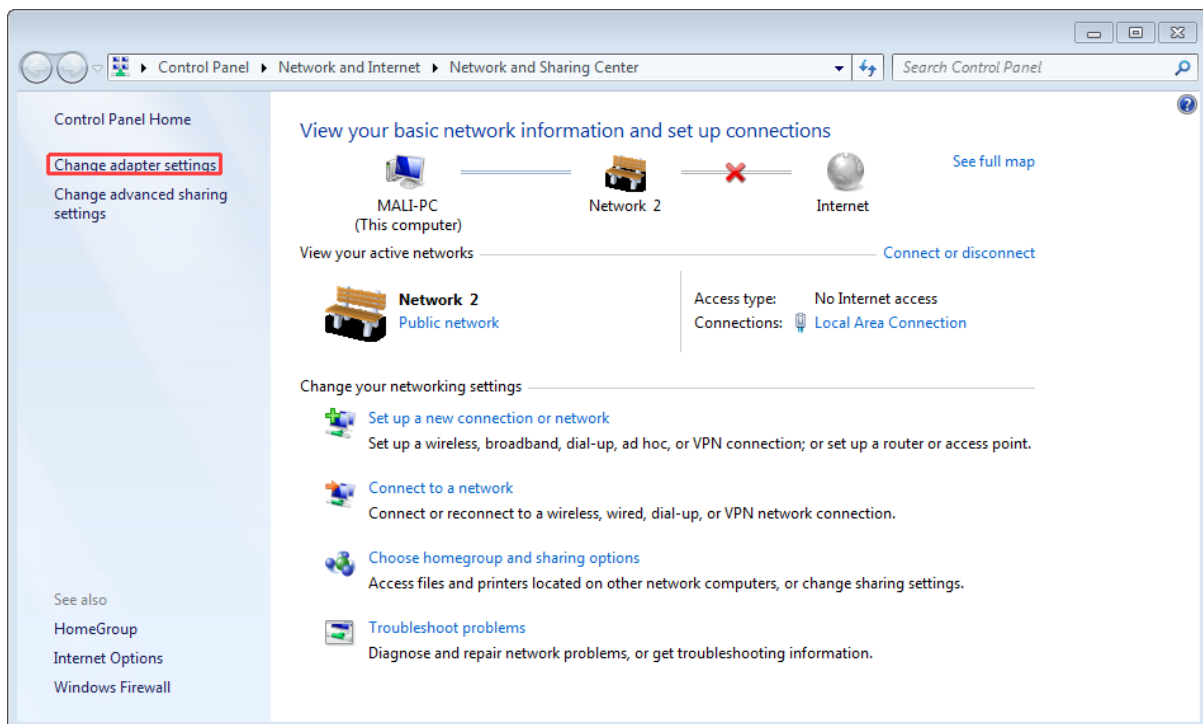 Control Panel Network and Internet Network and Sharing Center
Search Control Panel
Control Panel Home
Change adapter settings
Change advanced sharing
settings
See also
HomeGroup
Internet Options
Windows Firewall
View your basic network information and set up connections
See full map
MALI-PC
(This computer)
Network 2
Internet
View your active networks
Connect or disconnect
Network 2
Public network
Access type: No Internet access
Connections: Local Area Connection
Change your networking settings
Set up a new connection or network
Set up a wireless, broadband, dial-up, ad hoc, or VPN connection; or set up a router or access point.
Connect to a network
Connect or reconnect to a wireless, wired, dial-up, or VPN network connection.
Choose homegroup and sharing options
Access files and printers located on other network computers, or change sharing settings.
Troubleshoot problems
Diagnose and repair network problems, or get troubleshooting information.